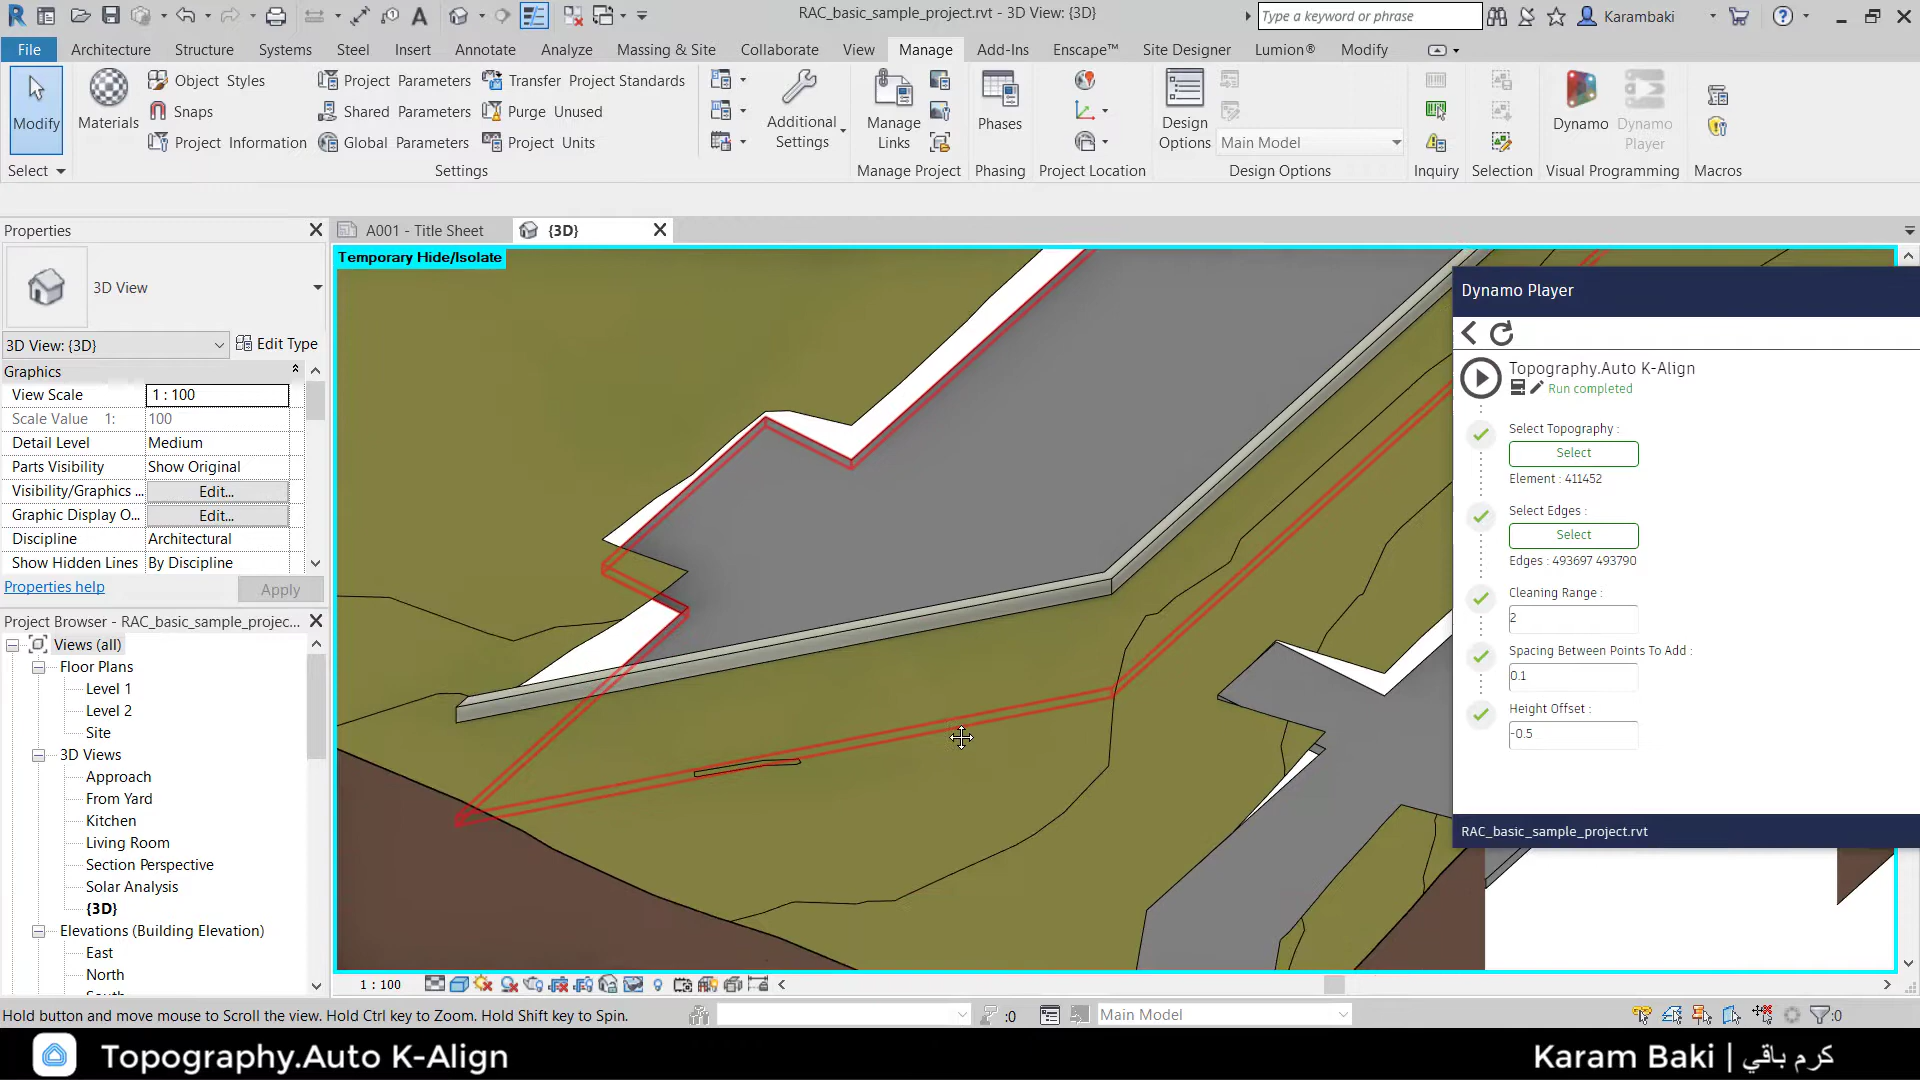 RAC_basic_sample_project.rvt - 3D View: {3D}
Type a keyword or phrase
Karambaki
File
Architecture
Structure
Systems
Steel
Insert
Annotate
Analyze
Massing & Site
Collaborate
View
Manage
Add-Ins
Enscape™
Site Designer
Lumion®
Modify
Modify
Select
Materials
Object Styles
Snaps
Project Information
Project Parameters
Shared Parameters
Global Parameters
Transfer Project Standards
Purge Unused
Project Units
Settings
Additional
Settings
Manage
Links
Manage Project
Phases
Phasing
Project Location
Design
Options
Main Model
Design Options
Inquiry
Selection
Dynamo
Dynamo
Player
Visual Programming
Macros
Properties
A001 - Title Sheet
{3D}
3D View
3D View: {3D}
Edit Type
Graphics
View Scale
1 : 100
Scale Value 1:
100
Detail Level
Medium
Parts Visibility
Show Original
Visibility/Graphics ...
Edit...
Graphic Display O...
Edit...
Discipline
Architectural
Show Hidden Lines
By Discipline
Properties help
Apply
Project Browser - RAC_basic_sample_projec...
Views (all)
Floor Plans
Level 1
Level 2
Site
3D Views
Approach
From Yard
Kitchen
Living Room
Section Perspective
Solar Analysis
{3D}
Elevations (Building Elevation)
East
North
Temporary Hide/Isolate
Dynamo Player
Topography.Auto K-Align
Run completed
Select Topography :
Select
Element : 411452
Select Edges :
Select
Edges : 493697 493790
Cleaning Range :
2
Spacing Between Points To Add :
0.1
Height Offset :
-0.5
RAC_basic_sample_project.rvt
1 : 100
Hold button and move mouse to Scroll the view. Hold Ctrl key to Zoom. Hold Shift key to Spin.
:0
Main Model
:0
Topography.Auto K-Align
Karam Baki | كرم باقي